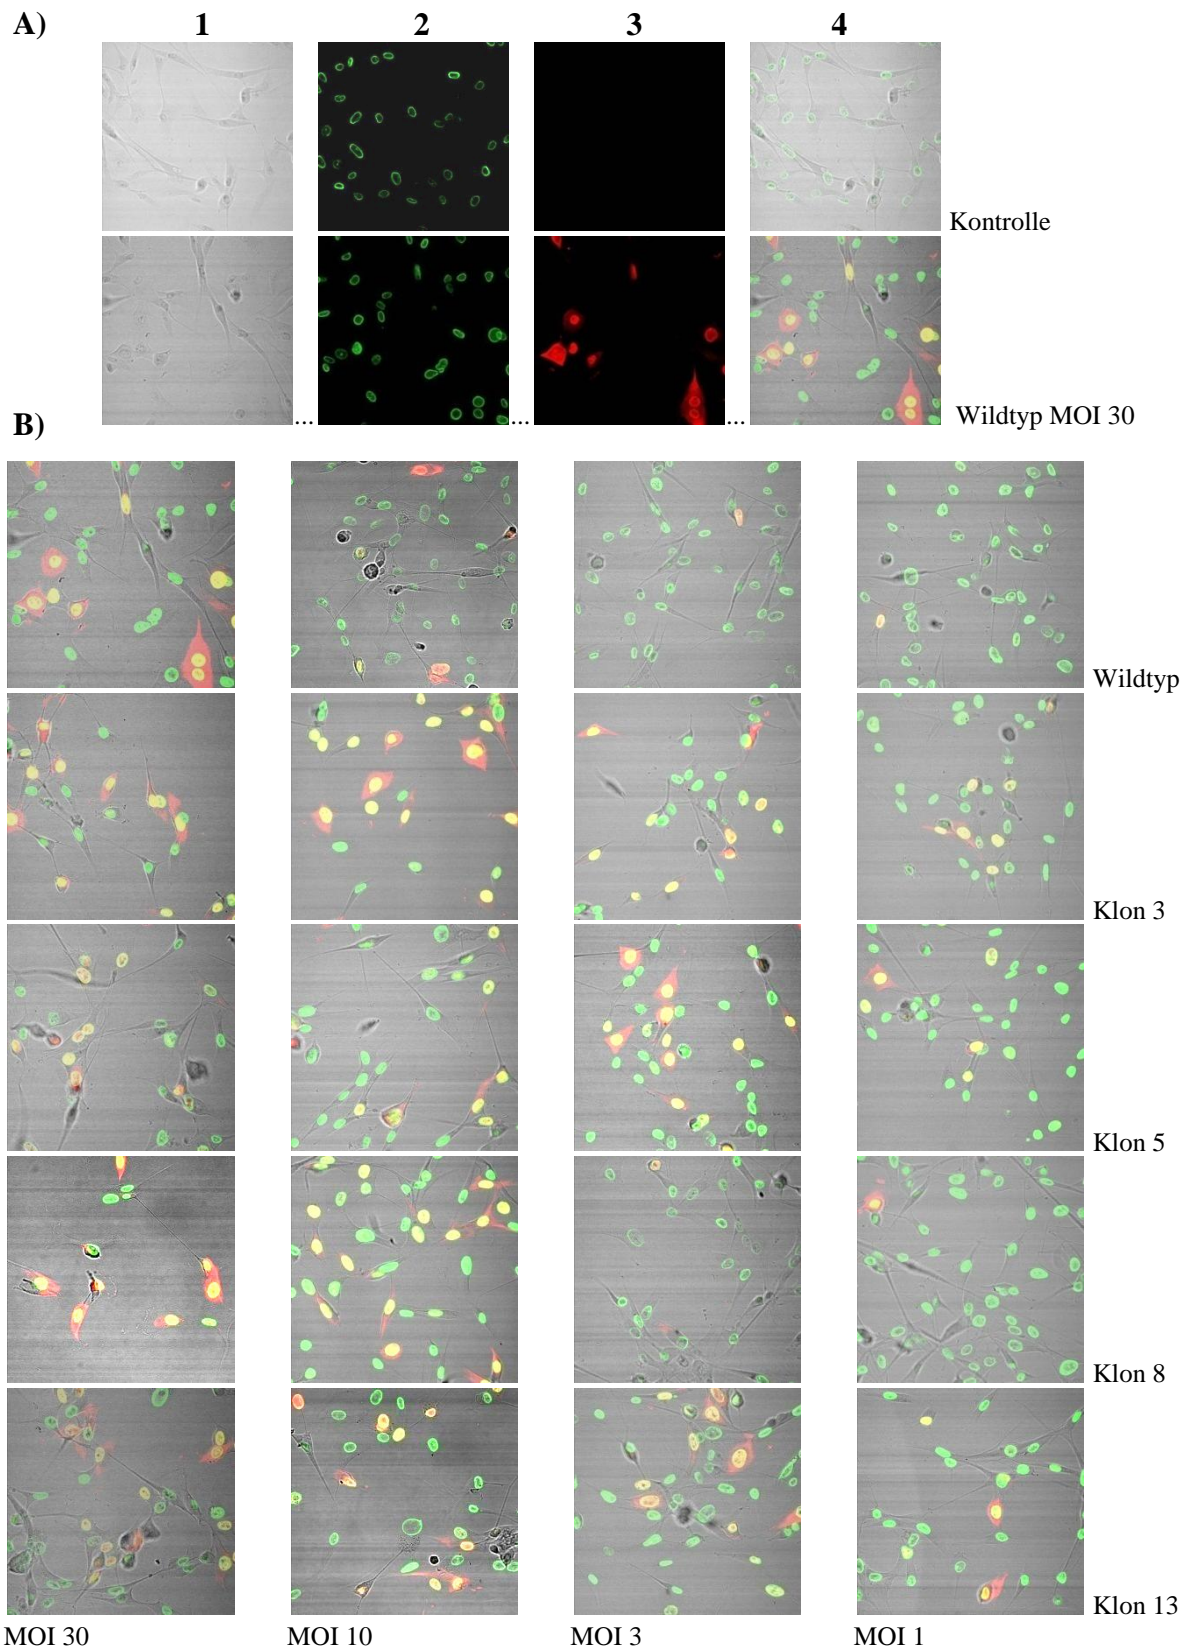 A)
1 2 3 4
Kontrolle
... ... ...
Wildtyp MOI 30
B)
Wildtyp
Klon 3
Klon 5
Klon 8
Klon 13
MOI 30 MOI 10 MOI 3 MOI 1